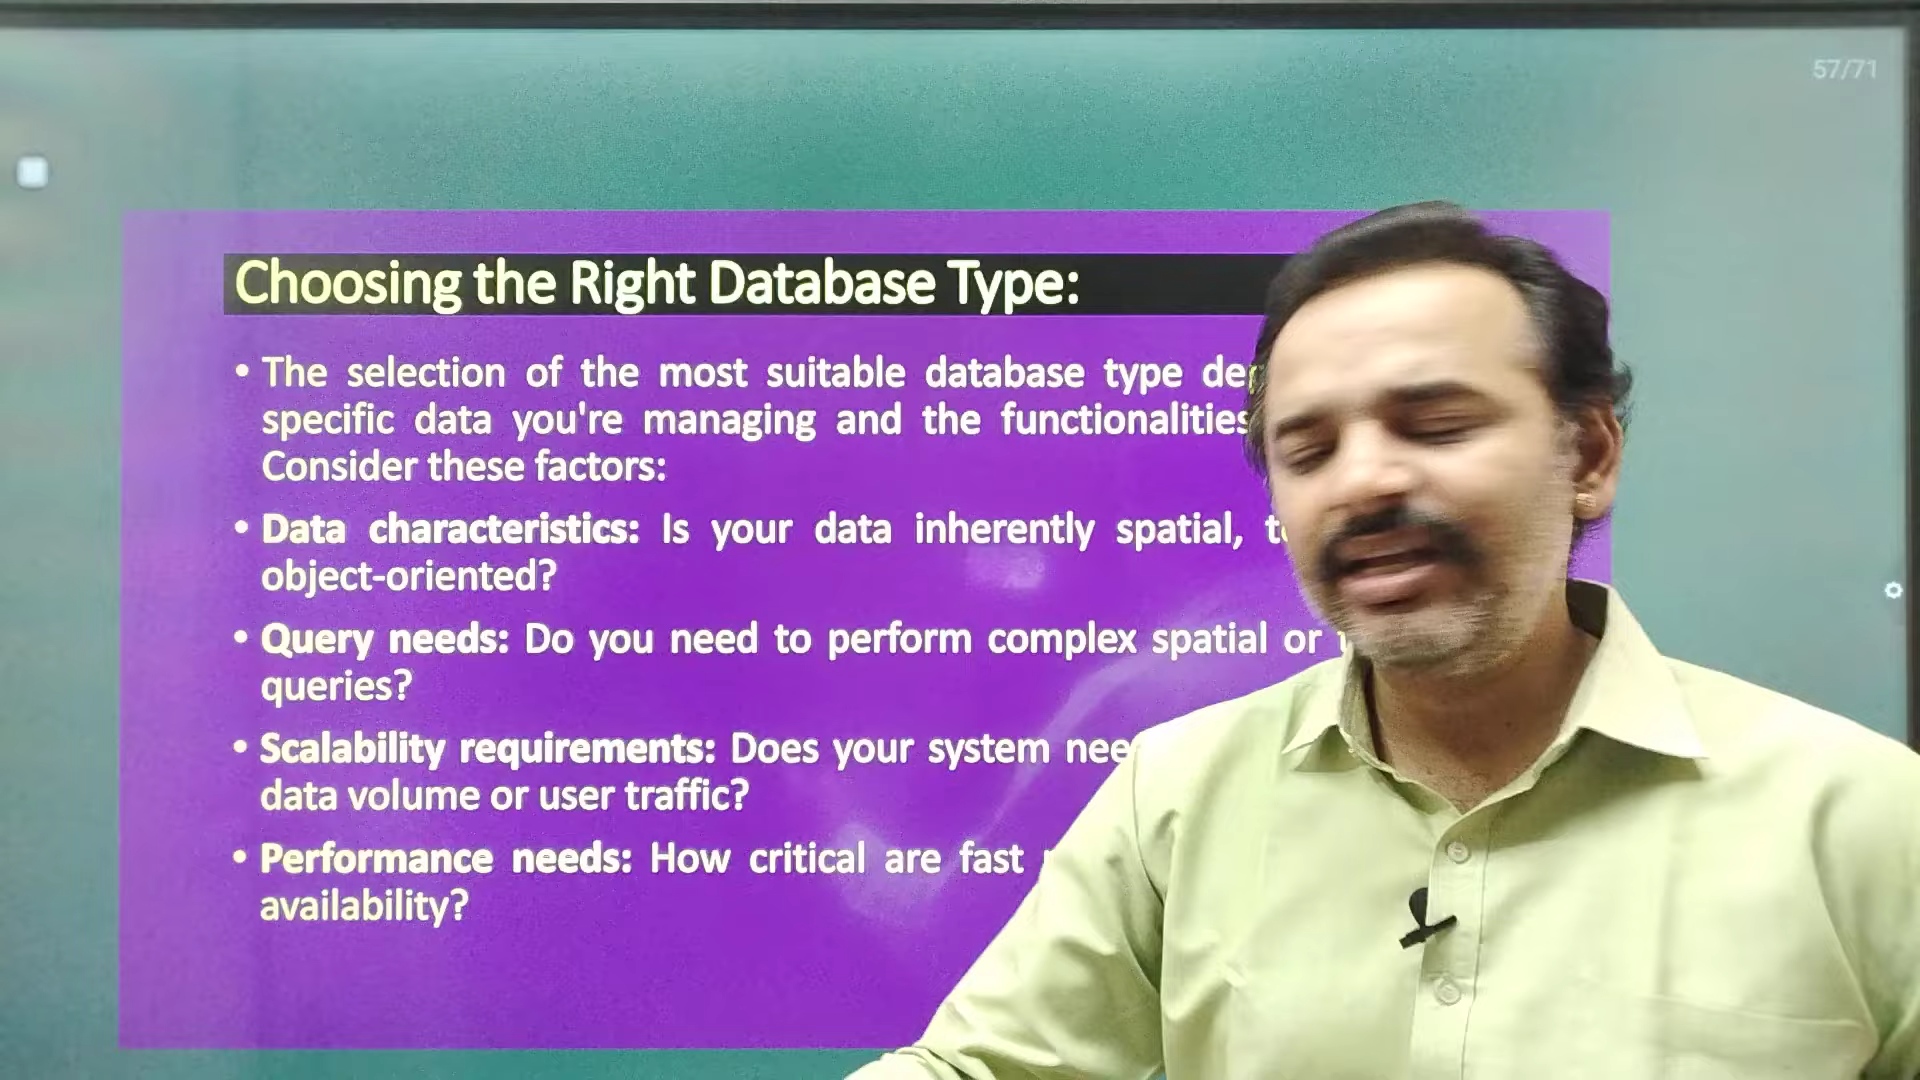 57/71
Choosing the Right Database Type:
• The selection of the most suitable database type
specific data you're managing and the functionalities
Consider these factors:
• Data characteristics: Is your data inherently spatial,
object-oriented?
• Query needs: Do you need to perform complex spatial or
queries?
• Scalability requirements: Does your system
data volume or user traffic?
• Performance needs: How critical are fast
availability?